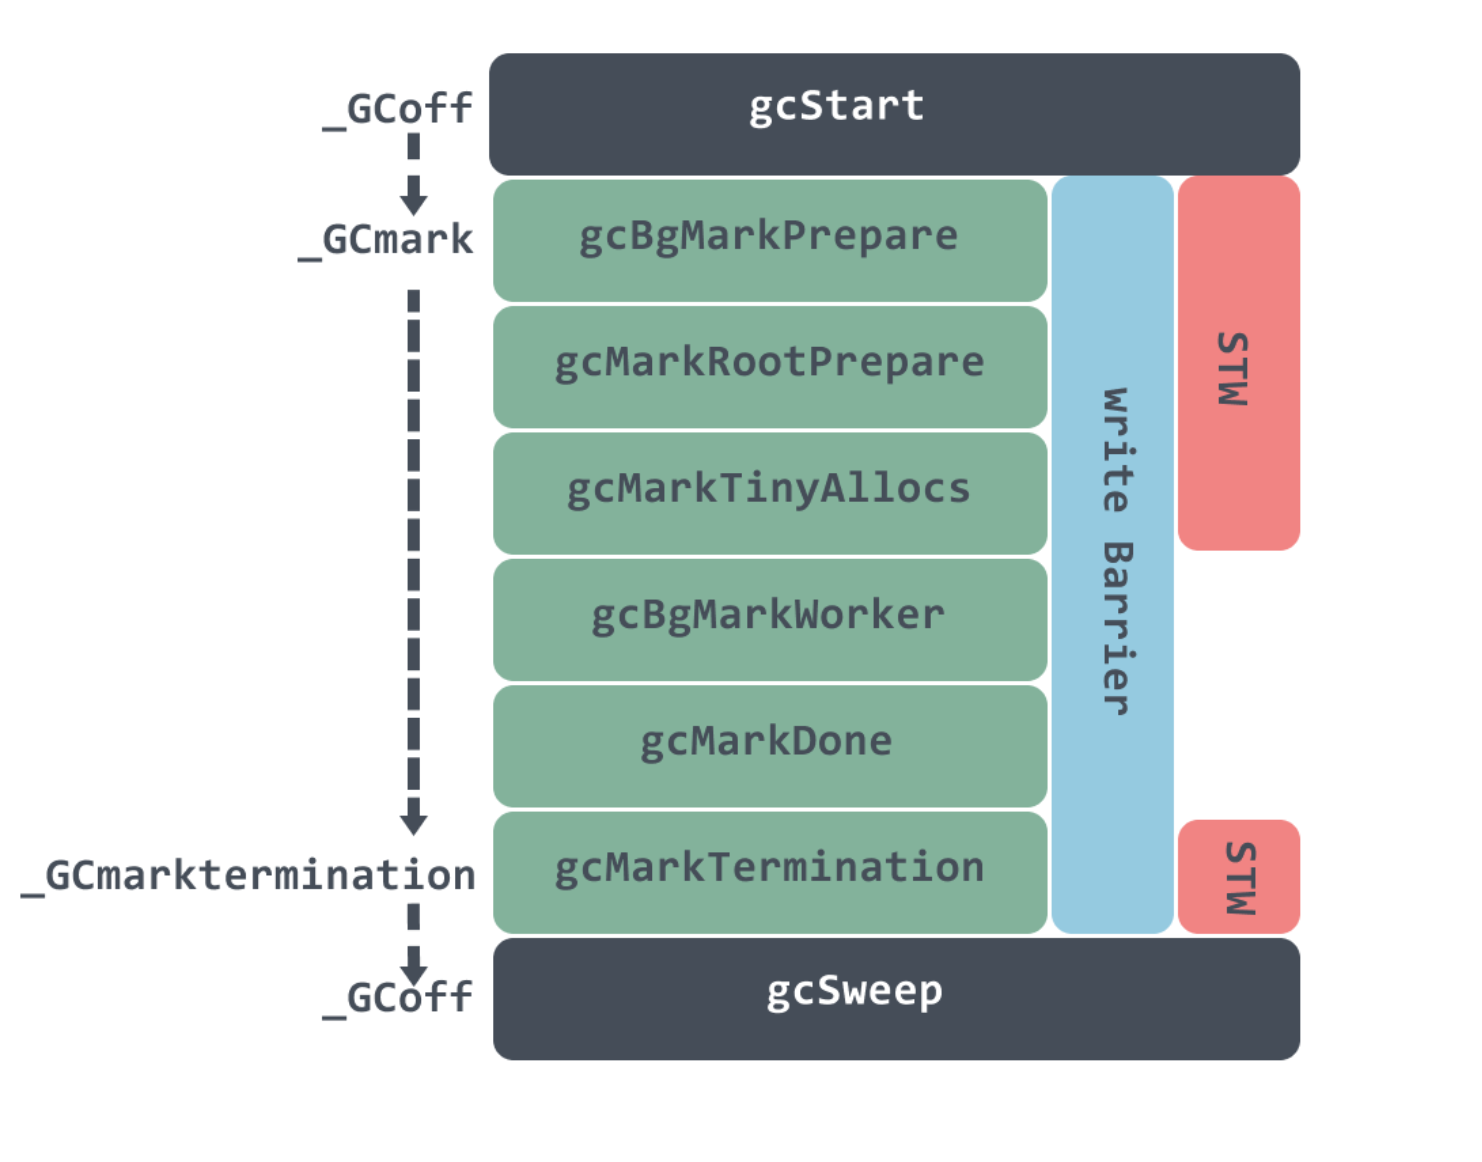 _GCoff
gcStart
_GCmark
gcBgMarkPrepare
gcMarkRootPrepare
gcMarkTinyAllocs
gcBgMarkWorker
gcMarkDone
_GCmarktermination
gcMarkTermination
write Barrier
STW
STW
_GCoff
gcSweep